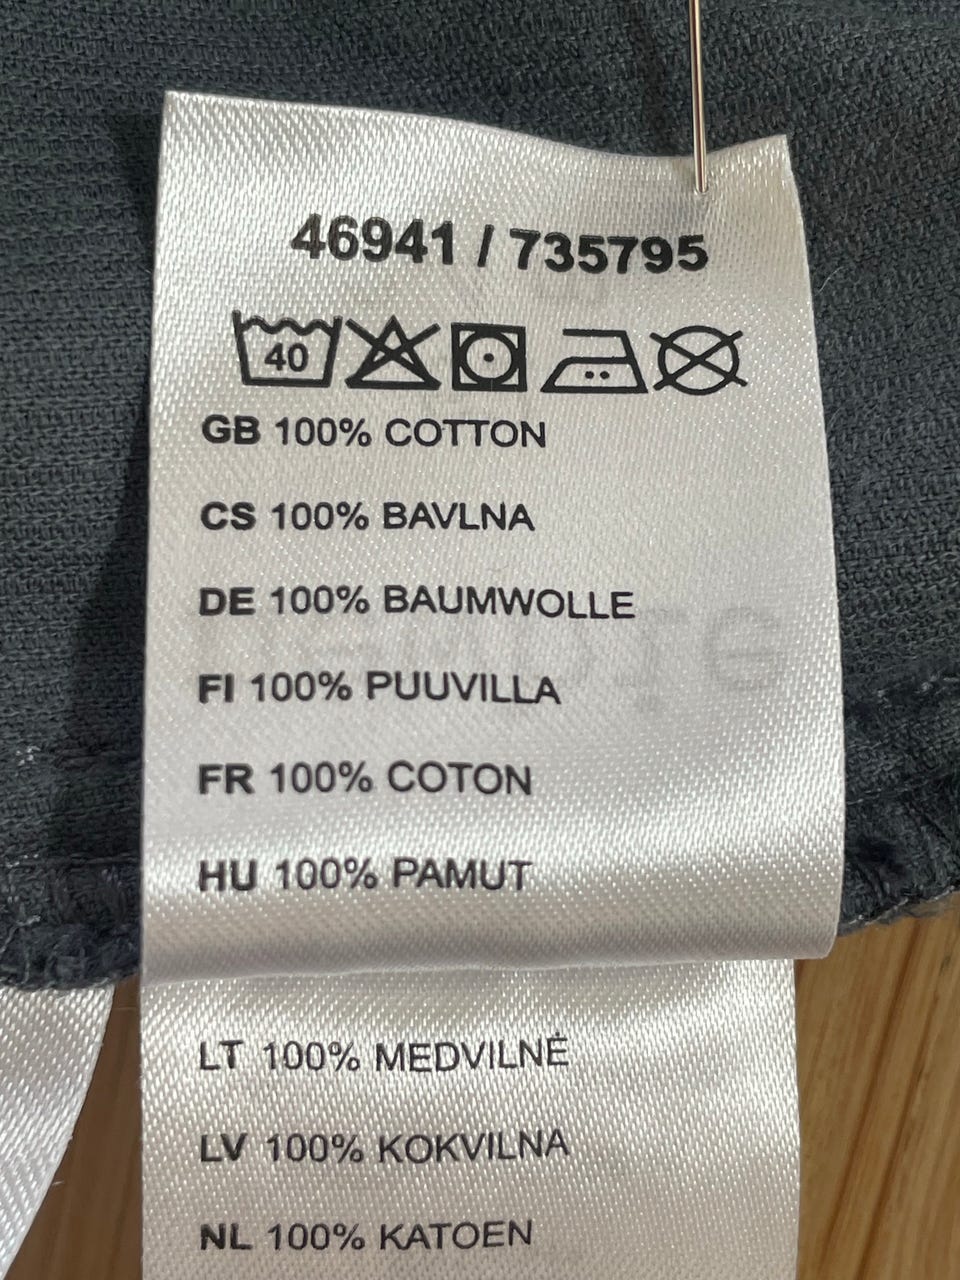 46941 / 735795
40
GB 100% COTTON
CS 100% BAVLNA
DE 100% BAUMWOLLE
FI 100% PUUVILLA
FR 100% COTON
HU 100% PAMUT
LT 100% MEDVILNĖ
LV 100% KOKVILNA
NL 100% KATOEN